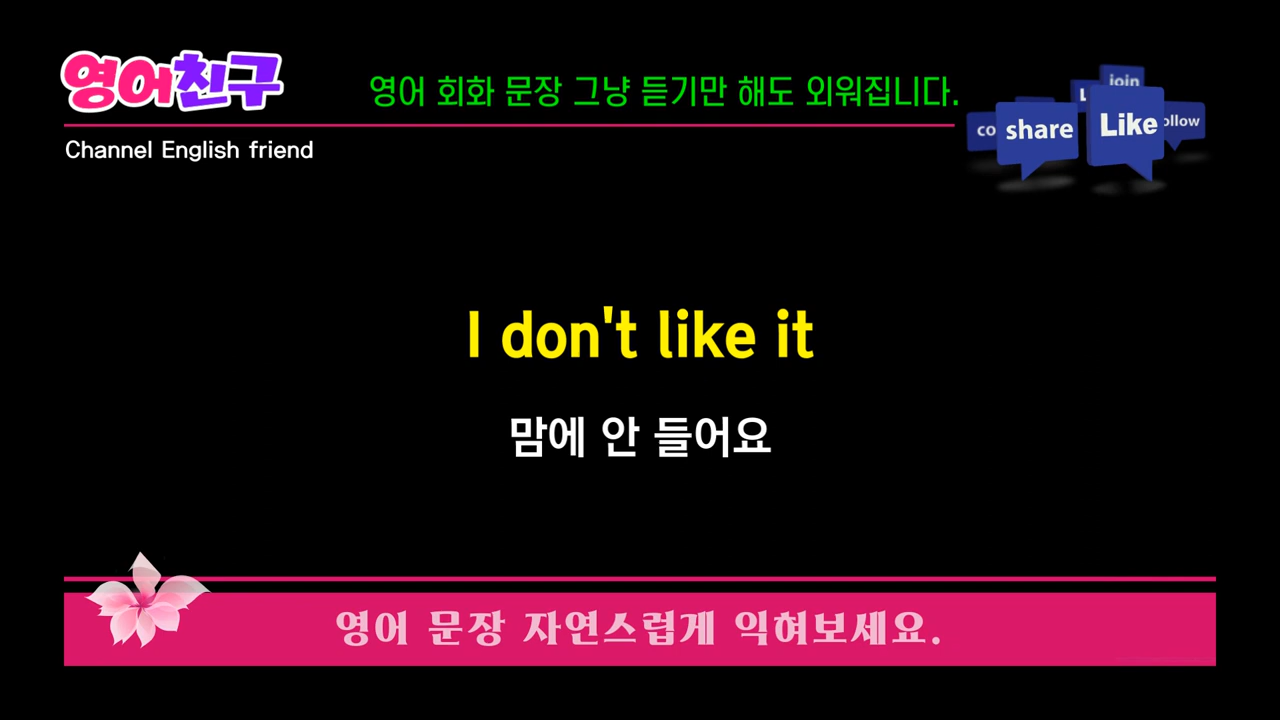 영어친구
영어 회화 문장 그냥 듣기만 해도 외워집니다.
Channel English friend
join
share
Like
I don't like it
맘에 안 들어요
영어 문장 자연스럽게 익혀보세요.